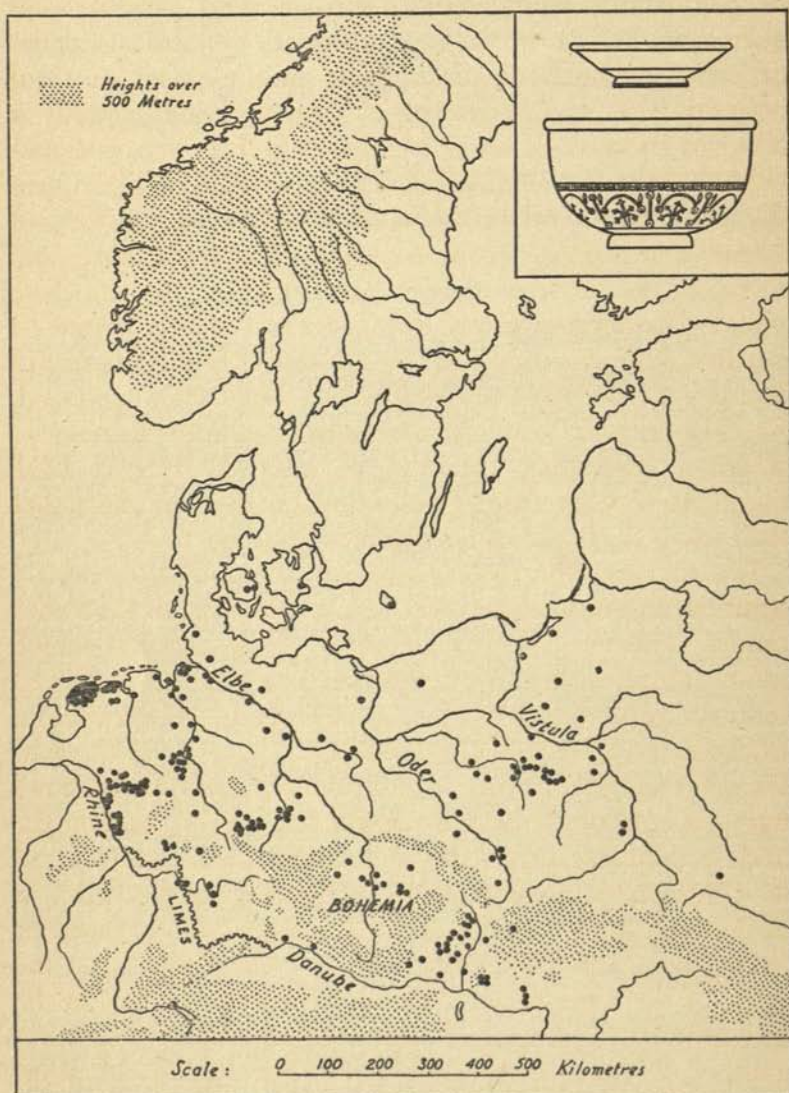 Heights over
500 Metres
Elbe
Vistula
Oder
Rhine
BOHEMIA
LIMES
Danube
Scale: 0 100 200 300 400 500 Kilometres